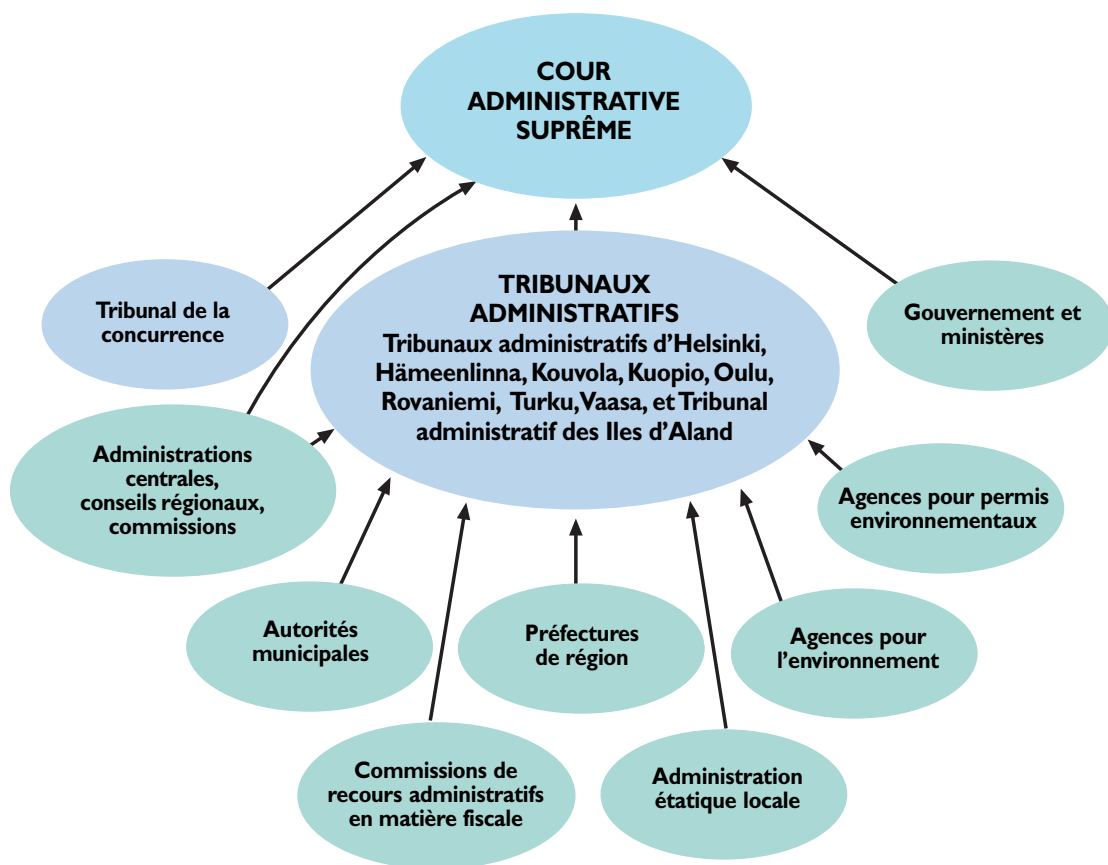 COUR
ADMINISTRATIVE
SUPRÊME
Tribunal de la
concurrence
TRIBUNAUX
ADMINISTRATIFS
Tribunaux administratifs d’Helsinki,
Hämeenlinna, Kouvola, Kuopio, Oulu,
Rovaniemi, Turku, Vaasa, et Tribunal
administratif des Iles d’Aland
Gouvernement et
ministères
Administrations
centrales,
conseils régionaux,
commissions
Agences pour permis
environnementaux
Autorités
municipales
Préfectures
de région
Agences pour
l’environnement
Commissions de
recours administratifs
en matière fiscale
Administration
étatique locale